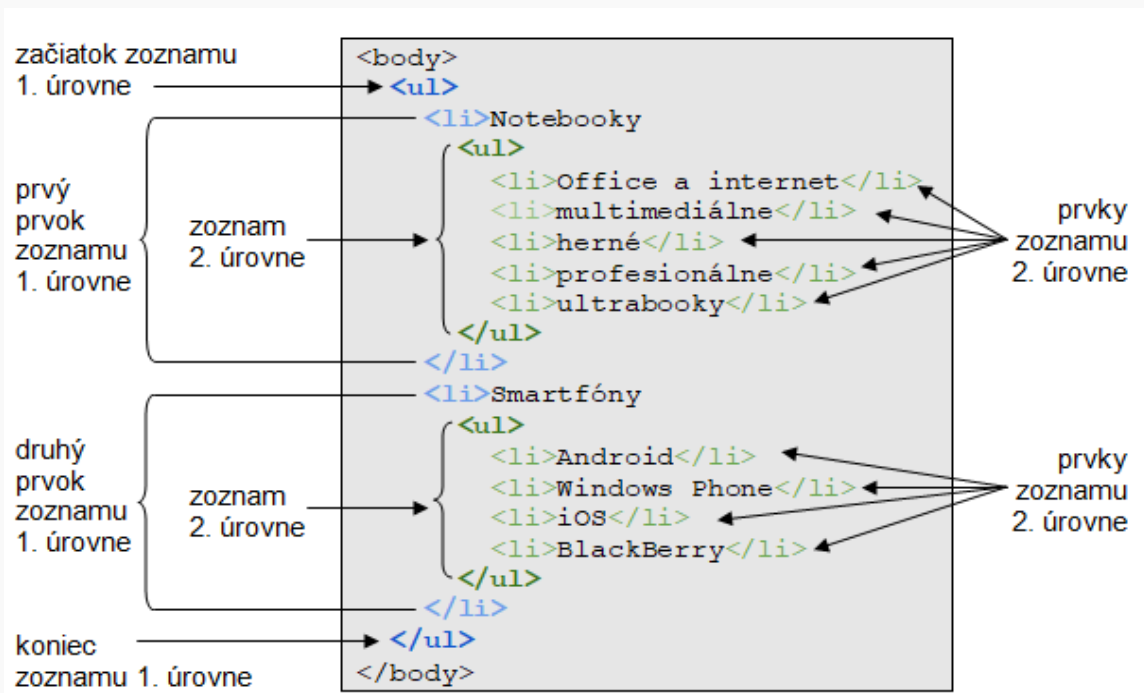 začiatok zoznamu
1. úrovne
prvý
prvok
zoznamu
1. úrovne
zoznam
2. úrovne
druhý
prvok
zoznamu
1. úrovne
zoznam
2. úrovne
koniec
zoznamu 1. úrovne
<body>
<ul>
<li>Notebooky
<ul>
<li>Office a internet</li>
<li>multimediálne</li>
<li>herné</li>
<li>profesionálne</li>
<li>ultrabooky</li>
</ul>
</li>
<li>Smartfóny
<ul>
<li>Android</li>
<li>Windows Phone</li>
<li>iOS</li>
<li>BlackBerry</li>
</ul>
</li>
</ul>
</body>
prvky
zoznamu
2. úrovne
prvky
zoznamu
2. úrovne